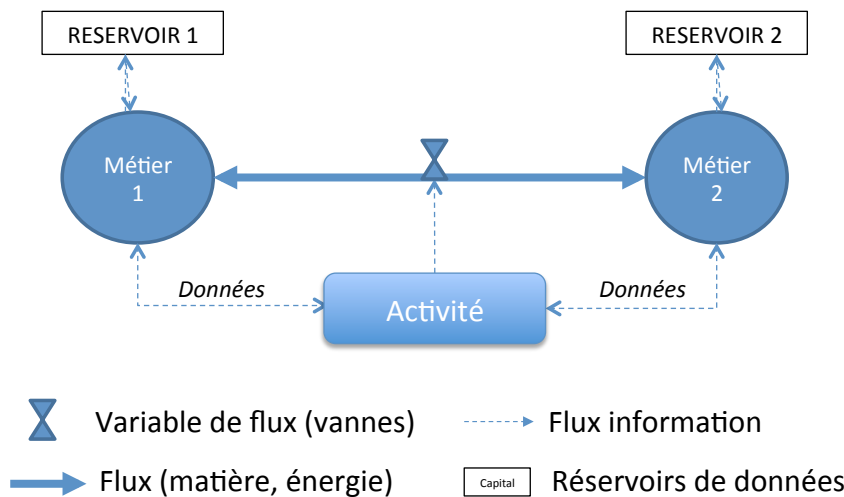 RESERVOIR 1
RESERVOIR 2
Métier
1
Métier
2
Données
Données
Activité
Variable de flux (vannes)
Flux information
Flux (matière, énergie)
Capital
Réservoirs de données